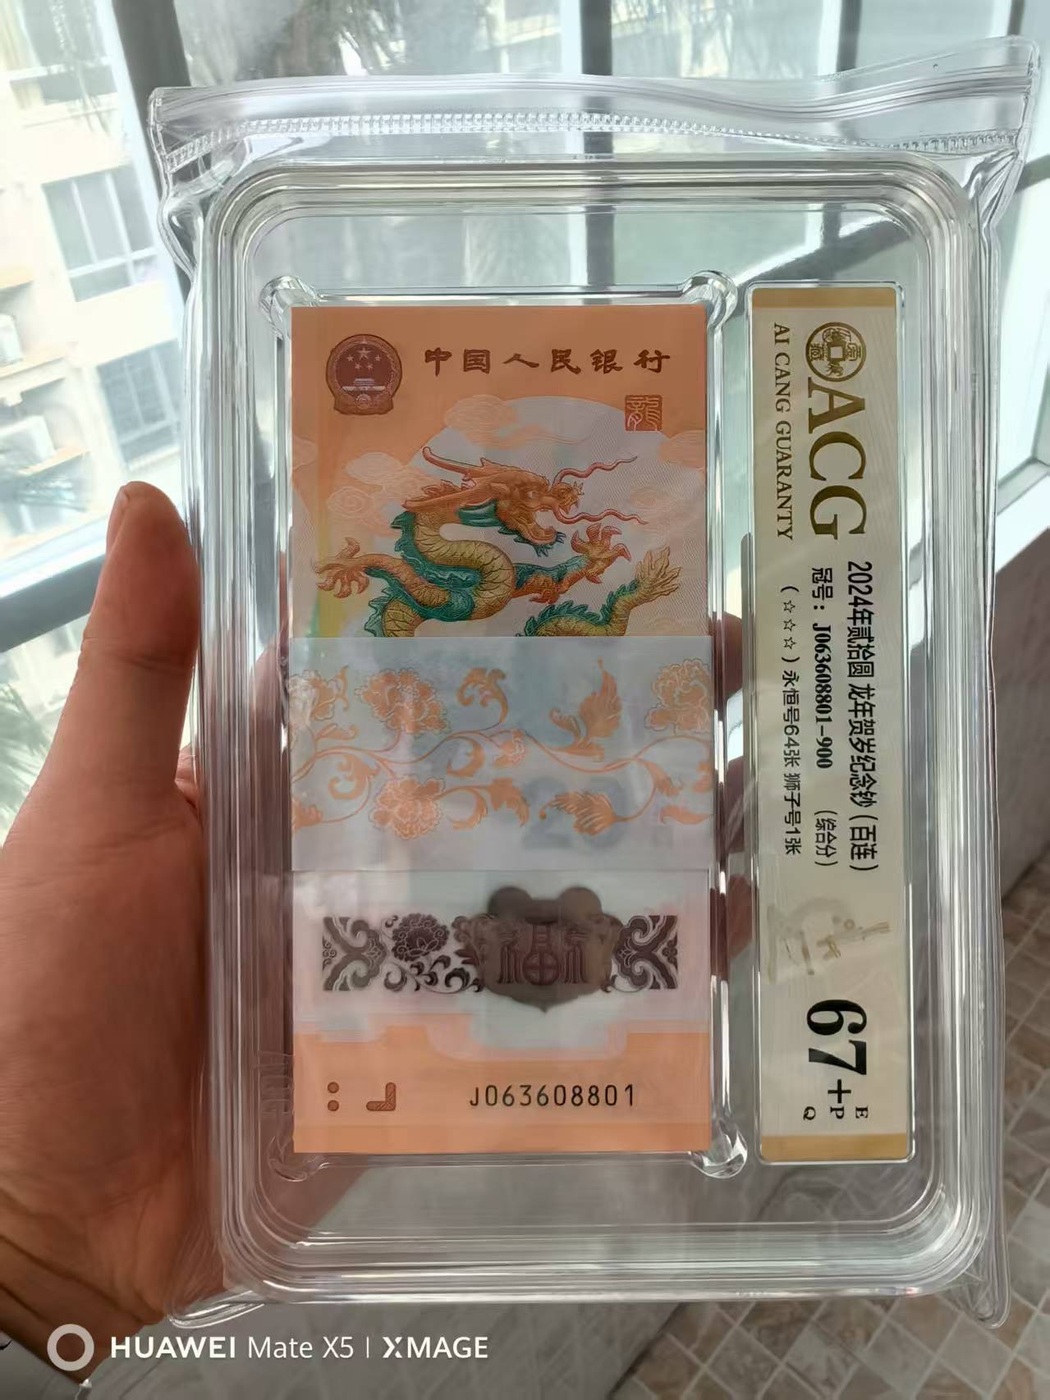 中国人民银行
龍
J063608801
ACG
AI CANG GUARANTY
2024年贰拾圆 龙年贺岁纪念钞(百连)
冠号:J063608801-900 (综合分)
(☆☆☆)永恒号64张 狮子号1张
67+
E
P
Q
HUAWEI Mate X5 | XMAGE